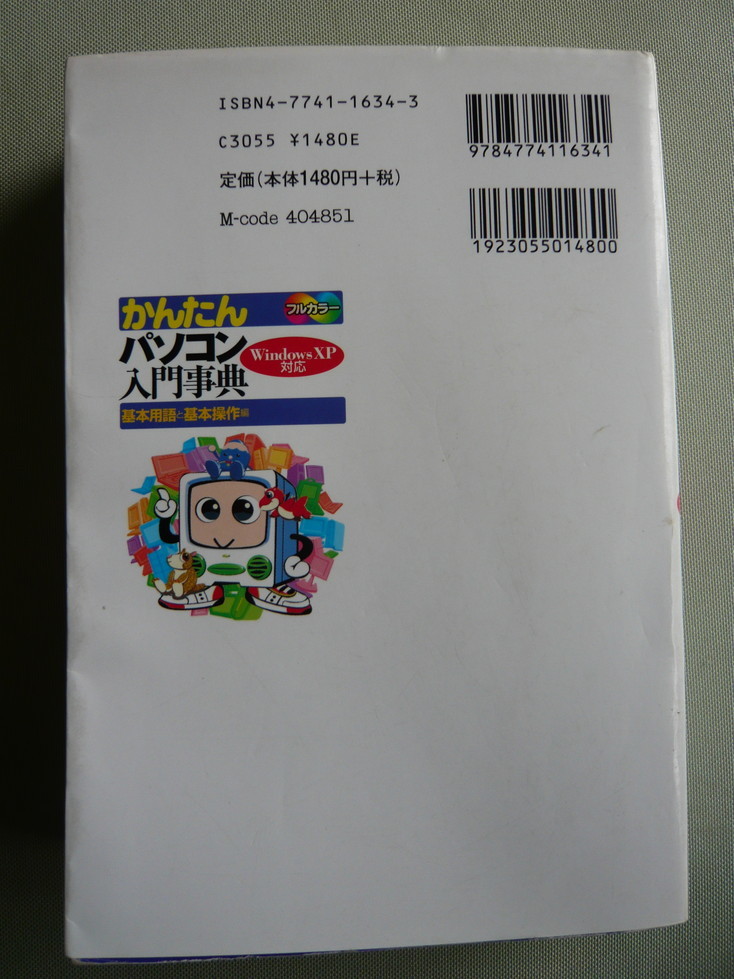 ISBN4-7741-1634-3
C3055 ¥1480E
定価(本体1480円+税)
M-code 404851
9784774116341
1923055014800
かんたん
フルカラー
パソコン
入門事典
Windows XP
対応
基本用語と基本操作編